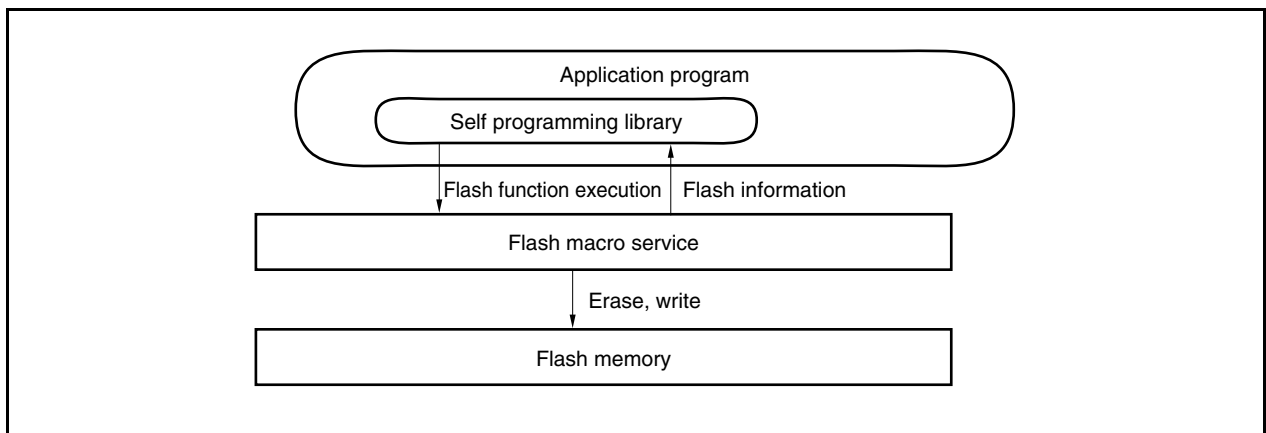 Application program
Self programming library
Flash function execution
Flash information
Flash macro service
Erase, write
Flash memory